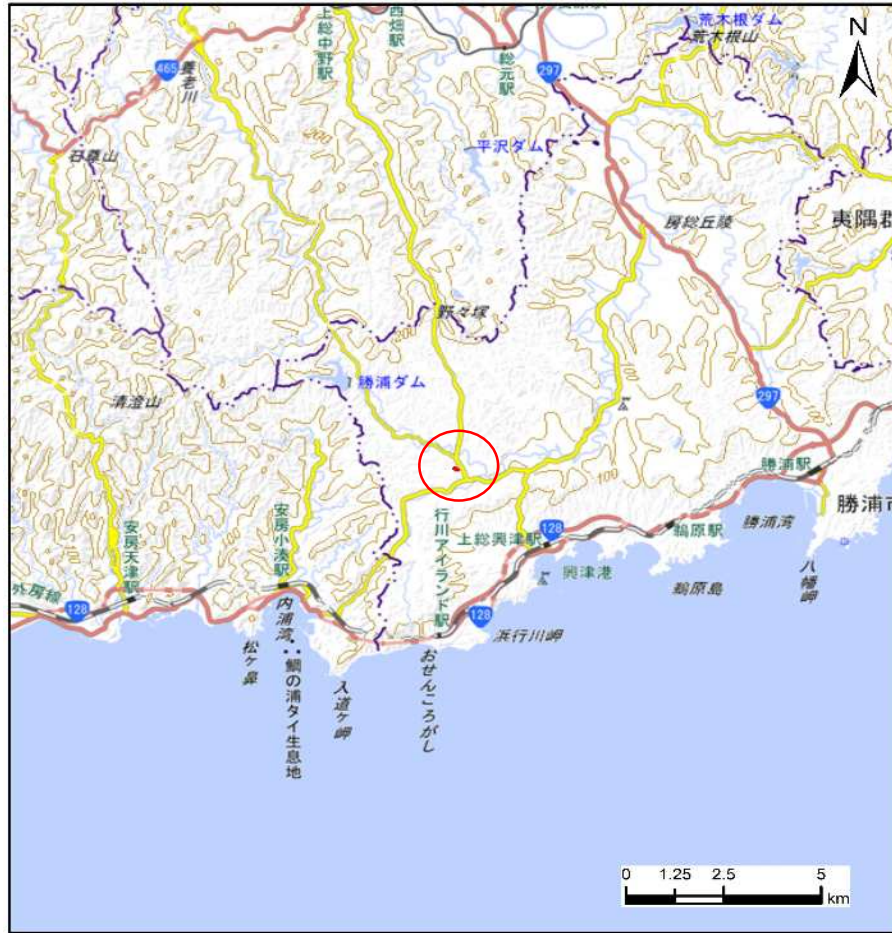 上総中野駅
西畑駅
総元駅
荒木根ダム
荒木根山
N
465
養老川
297
石尊山
200
平沢ダム
房総丘陵
夷隅郡
野々塚
清澄山
勝浦ダム
297
100
勝浦駅
行川アイランド駅
安房小湊駅
安房天津駅
上総興津駅
128
鵜原駅
勝浦湾
勝浦市
外房線
128
内浦湾
興津港
鵜原島
八幡岬
128
浜行川岬
松ヶ鼻
鯛の浦タイ生息地
入道ヶ岬
おせんころがし
0 1.25 2.5 5
km